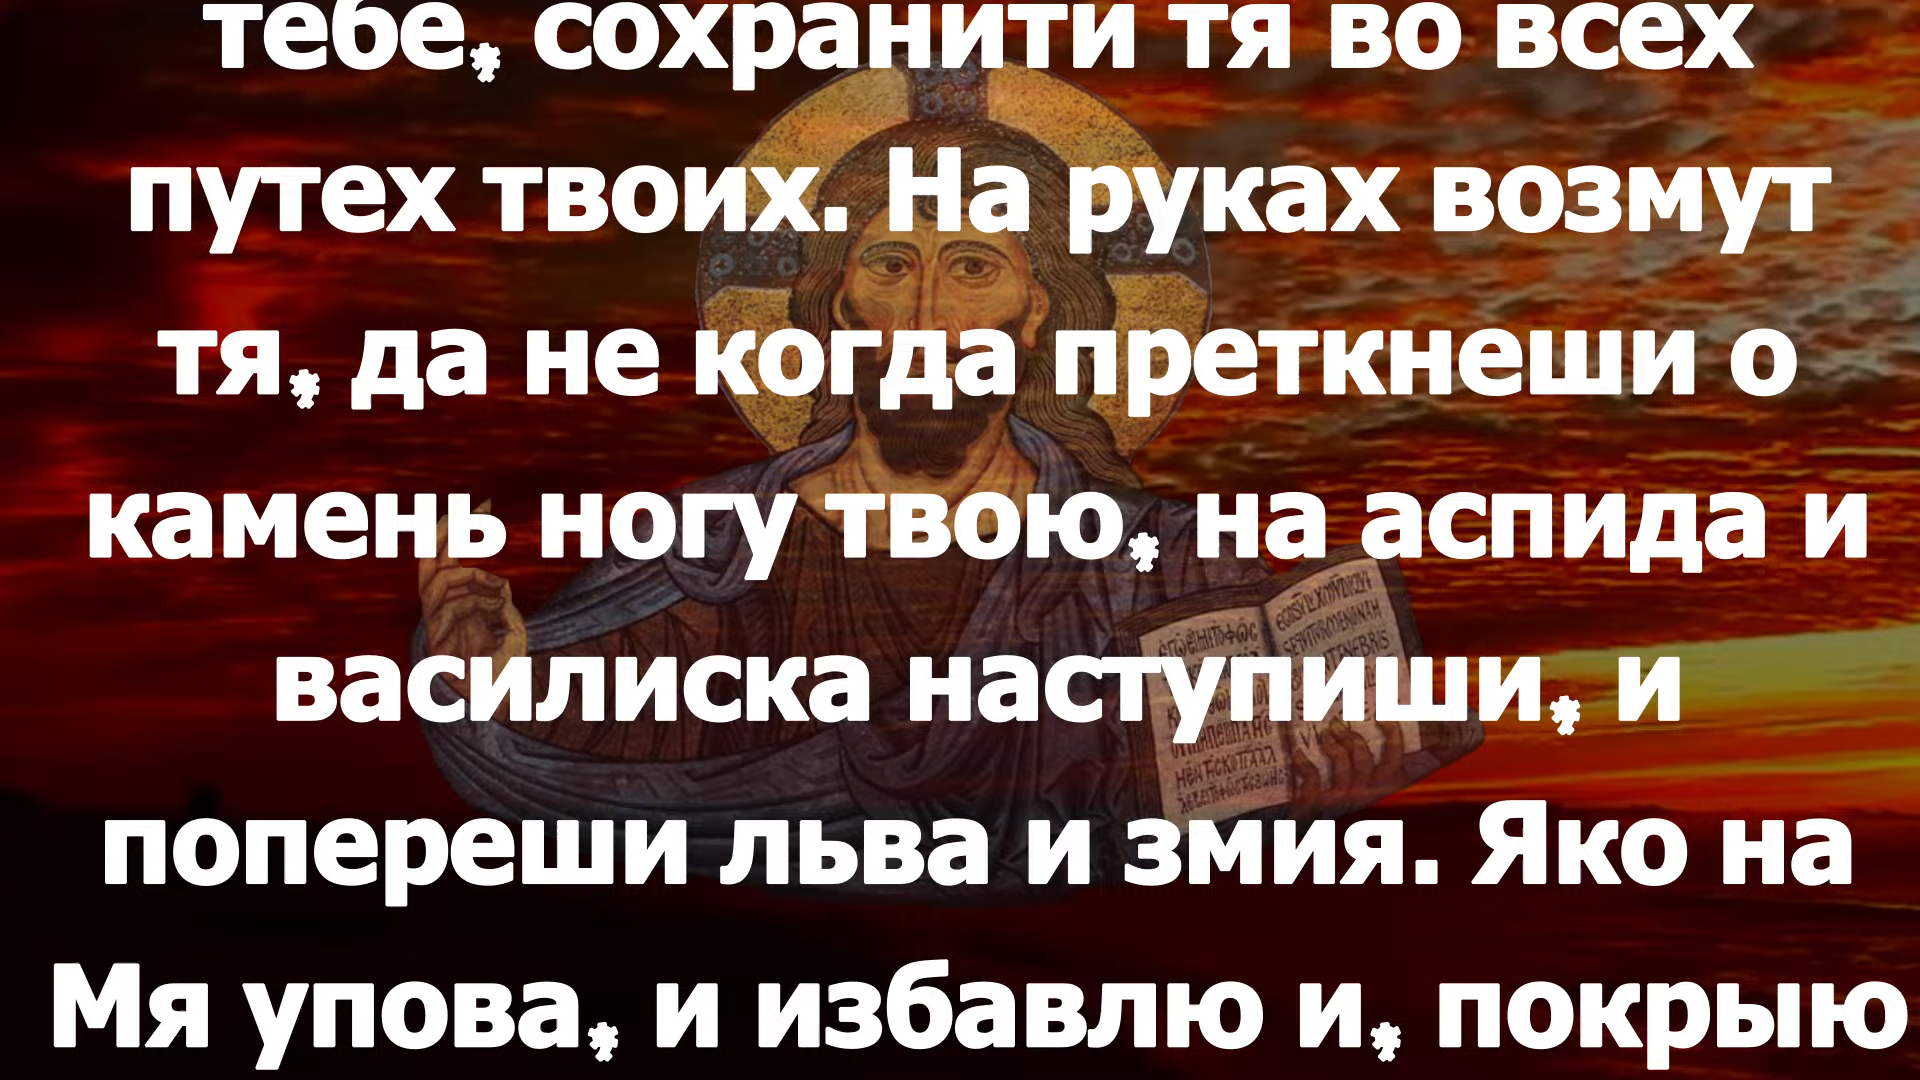 тебе, сохранити тя во всех
путех твоих. На руках возмут
тя, да не когда преткнеши о
камень ногу твою, на аспида и
василиска наступиши, и
попереши льва и змия. Яко на
Мя упова, и избавлю и, покрыю